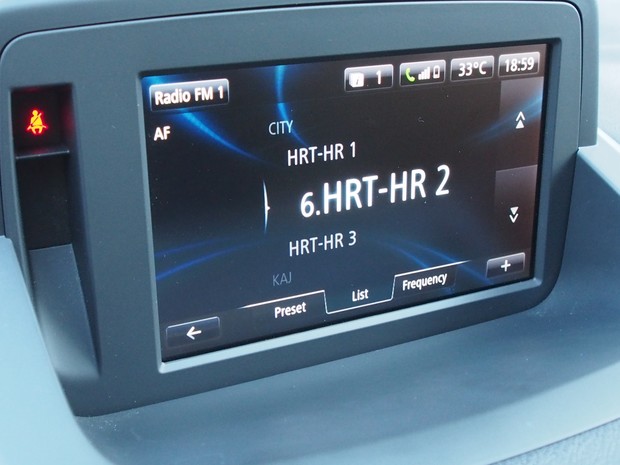 Radio FM 1
1
33°C
18:59
AF
CITY
HRT-HR 1
6.HRT-HR 2
HRT-HR 3
KAJ
Preset
List
Frequency
+